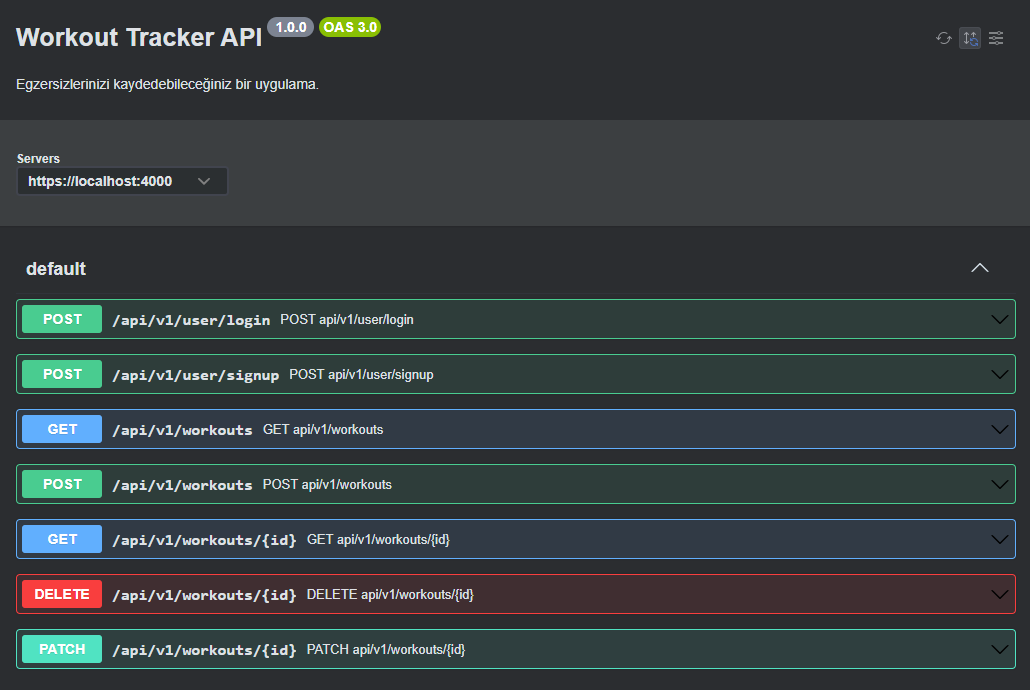 Workout Tracker API 1.0.0 OAS 3.0
Egzersizlerinizi kaydedebileceğiniz bir uygulama.
Servers
https://localhost:4000
default
POST /api/v1/user/login POST api/v1/user/login
POST /api/v1/user/signup POST api/v1/user/signup
GET /api/v1/workouts GET api/v1/workouts
POST /api/v1/workouts POST api/v1/workouts
GET /api/v1/workouts/{id} GET api/v1/workouts/{id}
DELETE /api/v1/workouts/{id} DELETE api/v1/workouts/{id}
PATCH /api/v1/workouts/{id} PATCH api/v1/workouts/{id}